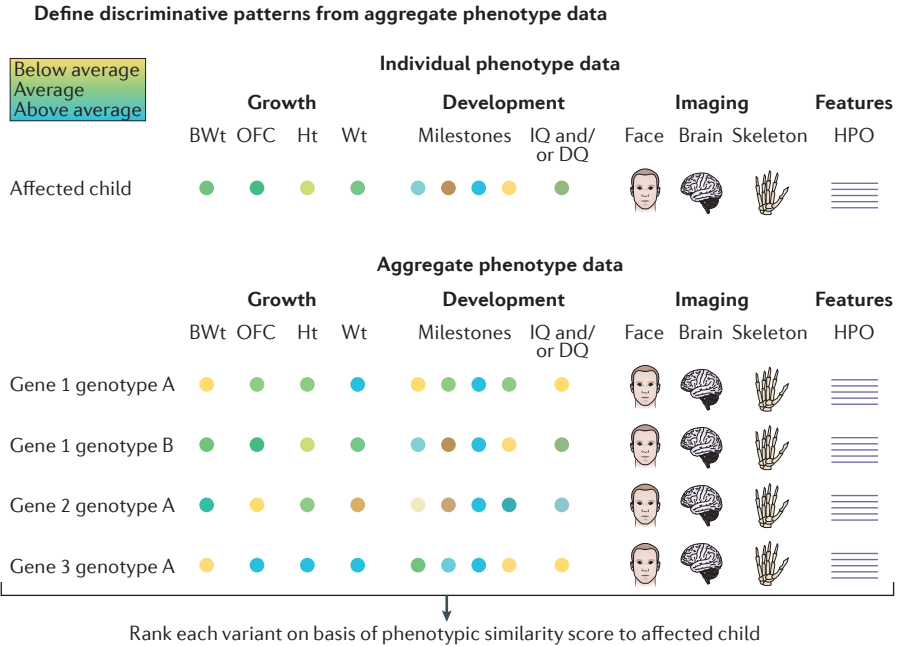 Define discriminative patterns from aggregate phenotype data
Individual phenotype data
Below average
Average
Above average
Growth Development Imaging Features
BWt OFC Ht Wt Milestones IQ and/ Face Brain Skeleton HPO
or DQ
Affected child
Aggregate phenotype data
Growth Development Imaging Features
BWt OFC Ht Wt Milestones IQ and/ Face Brain Skeleton HPO
or DQ
Gene 1 genotype A
Gene 1 genotype B
Gene 2 genotype A
Gene 3 genotype A
Rank each variant on basis of phenotypic similarity score to affected child